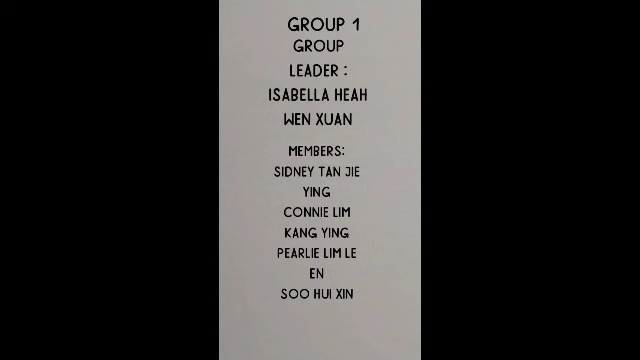 GROUP 1
GROUP
LEADER :
ISABELLA HEAH
WEN XUAN
MEMBERS:
SIDNEY TAN JIE
YING
CONNIE LIM
KANG YING
PEARLIE LIM LE
EN
SOO HUI XIN